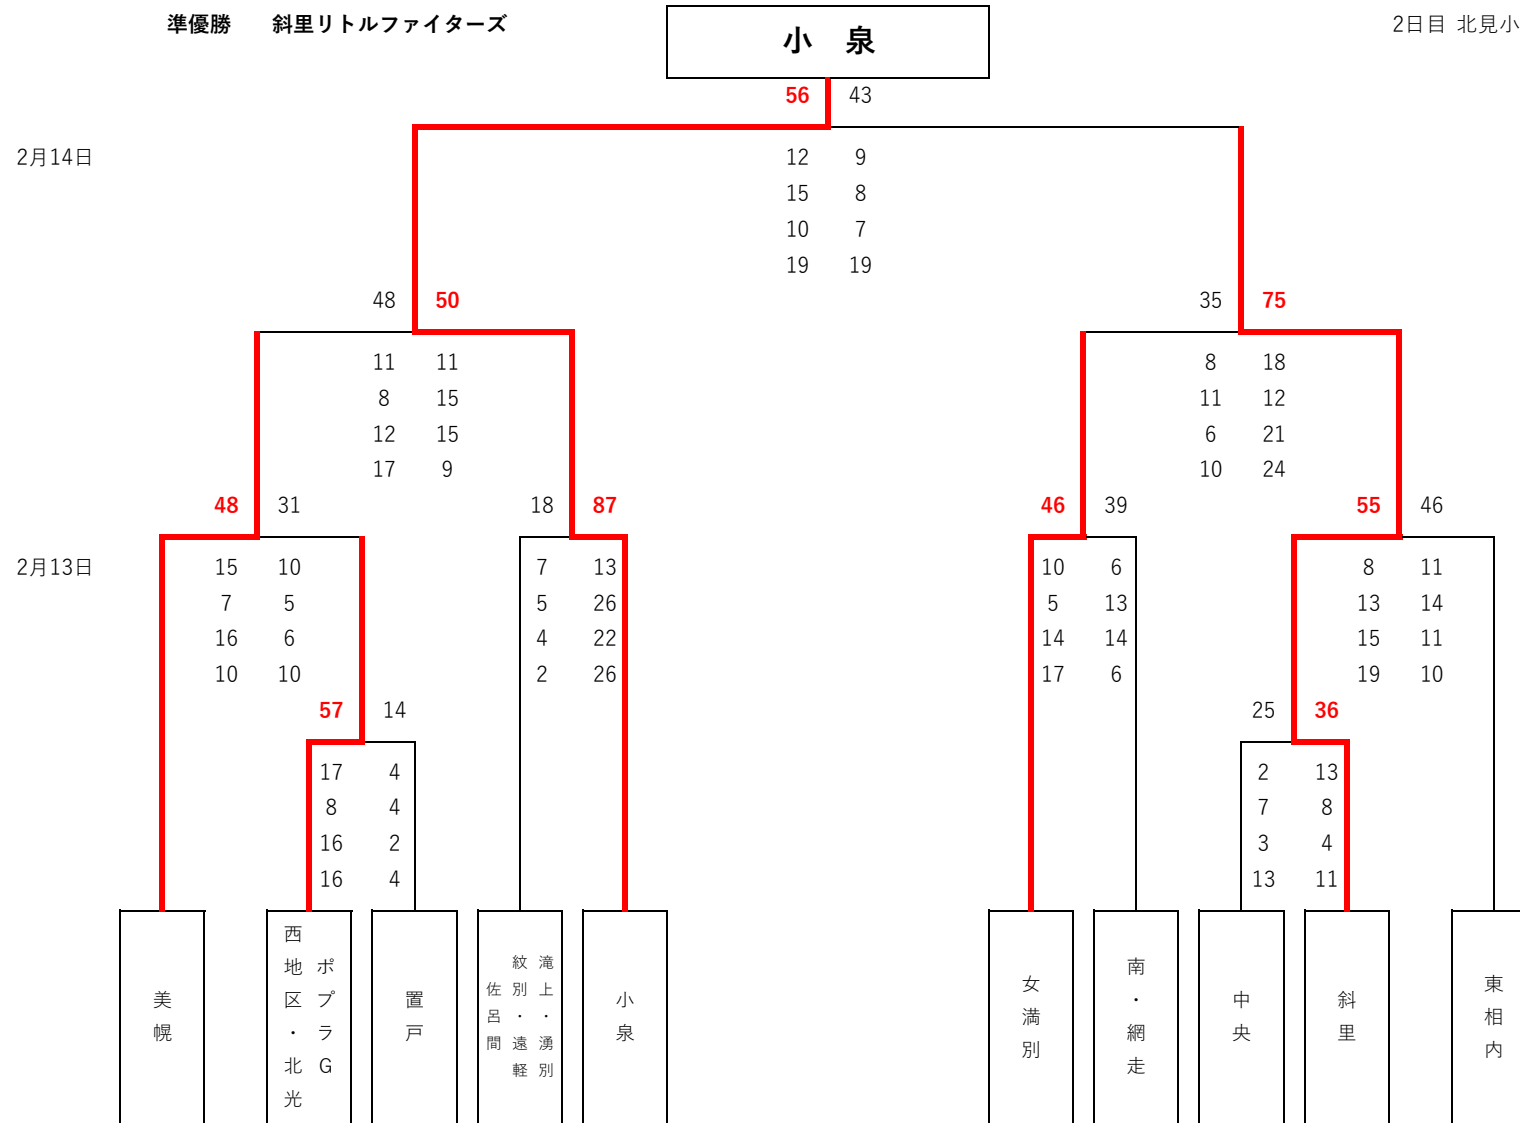 準優勝 斜里リトルファイターズ
小 泉
2日目 北見小
56 43
2月14日
12 9
15 8
10 7
19 19
48 50
35 75
11 11
8 15
12 15
17 9
8 18
11 12
6 21
10 24
48 31
18 87
46 39
55 46
2月13日
15 10
7 5
16 6
10 10
7 13
5 26
4 22
2 26
10 6
5 13
14 14
17 6
8 11
13 14
15 11
19 10
57 14
25 36
17 4
8 4
16 2
16 4
2 13
7 8
3 4
13 11
美幌
西地区・北光
ポプラG
置戸
滝上・湧別
紋別・遠軽
佐呂間
小泉
女満別
南・網走
中央
斜里
東相内